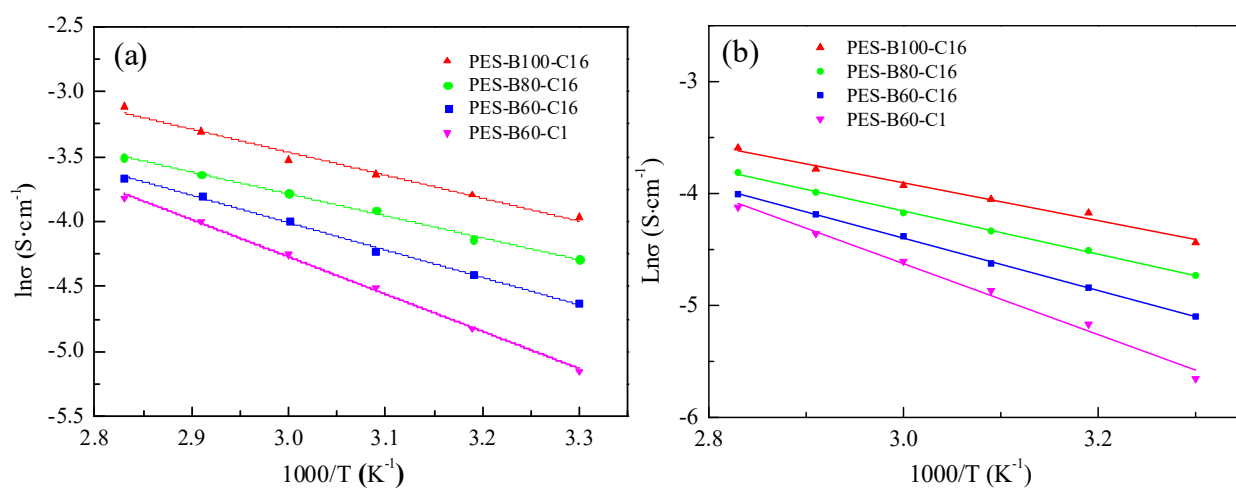 (a)
PES-B100-C16
PES-B80-C16
PES-B60-C16
PES-B60-C1
-2.5
-3.0
-3.5
-4.0
-4.5
-5.0
-5.5
lnσ (S·cm⁻¹)
2.8 2.9 3.0 3.1 3.2 3.3
1000/T (K⁻¹)
(b)
PES-B100-C16
PES-B80-C16
PES-B60-C16
PES-B60-C1
-3
-4
-5
-6
Lnσ (S·cm⁻¹)
2.8 3.0 3.2
1000/T (K⁻¹)